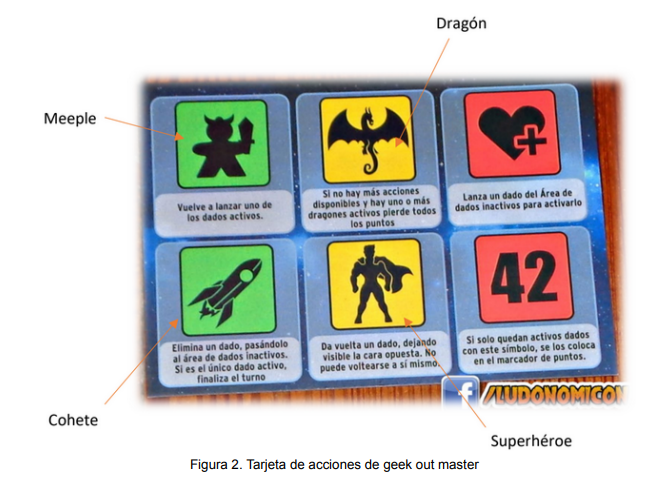 Dragón
Meeple
Vuelve a lanzar uno de
los dados activos.
Si no hay más acciones
disponibles y hay uno o más
dragones activos pierde todos
los puntos
Lanza un dado del Área de
dados inactivos para activarlo
42
Elimina un dado, pasándolo
al área de dados inactivos.
Si es el único dado activo,
finaliza el turno
Da vuelta un dado, dejando
visible la cara opuesta. No
puede voltearse a sí mismo.
Si solo quedan activos dados
con este símbolo, se los coloca
en el marcador de puntos.
f /LUDONOMICON
Cohete
Superhéroe
Figura 2. Tarjeta de acciones de geek out master